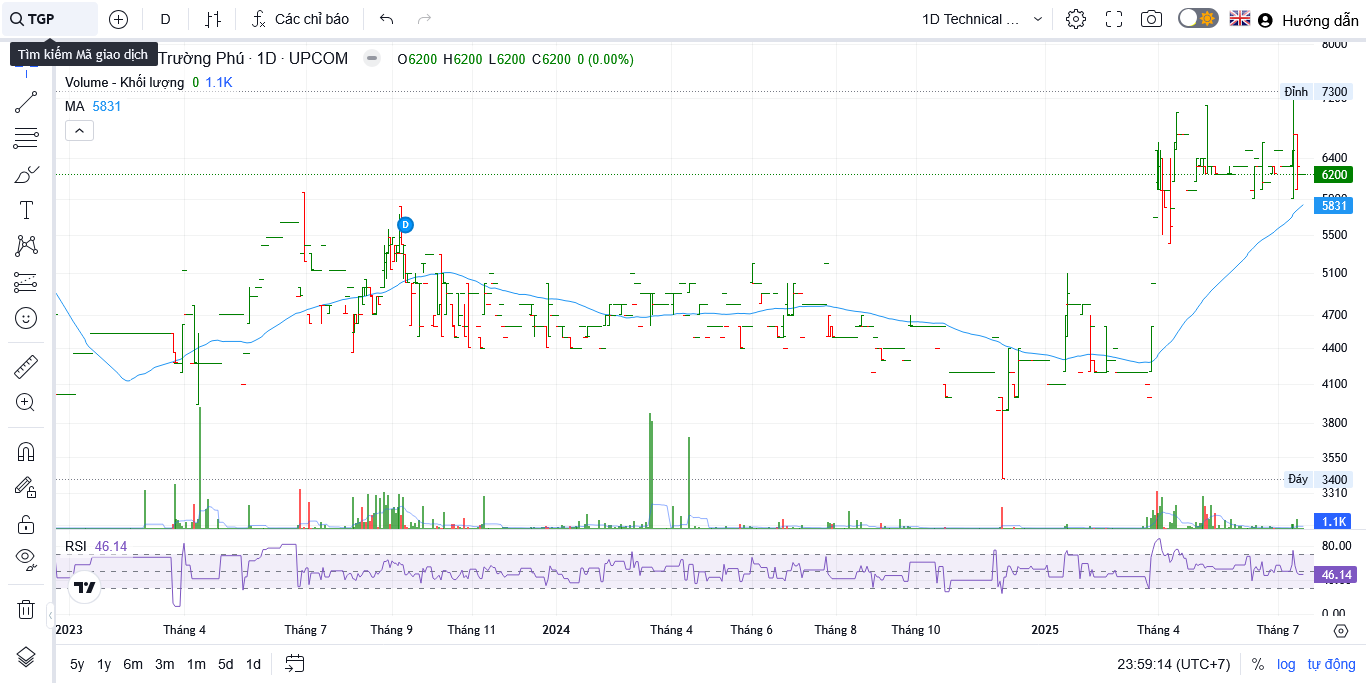 TGP D Các chỉ báo 1D Technical ... Hướng dẫn
Tìm kiếm Mã giao dịch
Trường Phú · 1D · UPCOM O6200 H6200 L6200 C6200 0 (0.00%)
Volume - Khối lượng 0 1.1K
MA 5831
8000
Đỉnh 7300
7200
6400
6200
5831
5500
5100
4700
4400
4100
3800
3550
Đáy 3400
3310
1.1K
D
RSI 46.14
80.00
46.14
0.00
2023 Tháng 4 Tháng 7 Tháng 9 Tháng 11 2024 Tháng 4 Tháng 6 Tháng 8 Tháng 10 2025 Tháng 4 Tháng 7
5y 1y 6m 3m 1m 5d 1d 23:59:14 (UTC+7) % log tự động